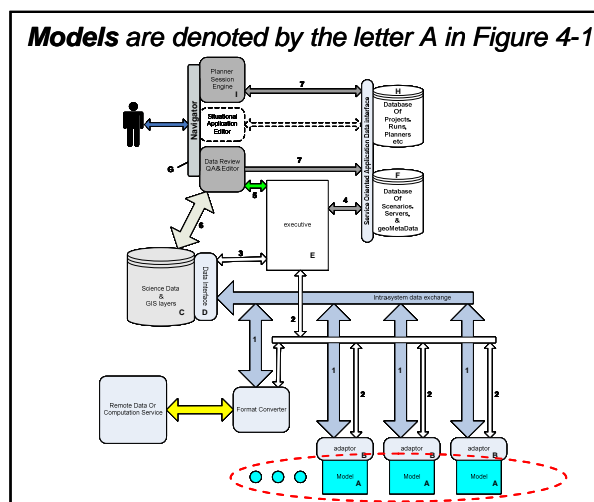 Models are denoted by the letter A in Figure 4-1
Planner
Session
Engine
I
Navigator
Situational
Application
Editor
Data Review
QA& Editor
G
7
7
Service Oriented Application Data interface
H
Database
Of
Projects,
Runs,
Planners
etc
F
Database
Of
Scenarios,
Servers,
&
geoMetaData
5
4
executive
E
6
3
Science Data
&
GIS layers
C
Data interface
D
2
Intrasystem data exchange
1
1
1
1
2
2
2
Remote Data Or
Computation Service
Format Converter
adaptor
B
adaptor
B
adaptor
B
Model
A
Model
A
Model
A